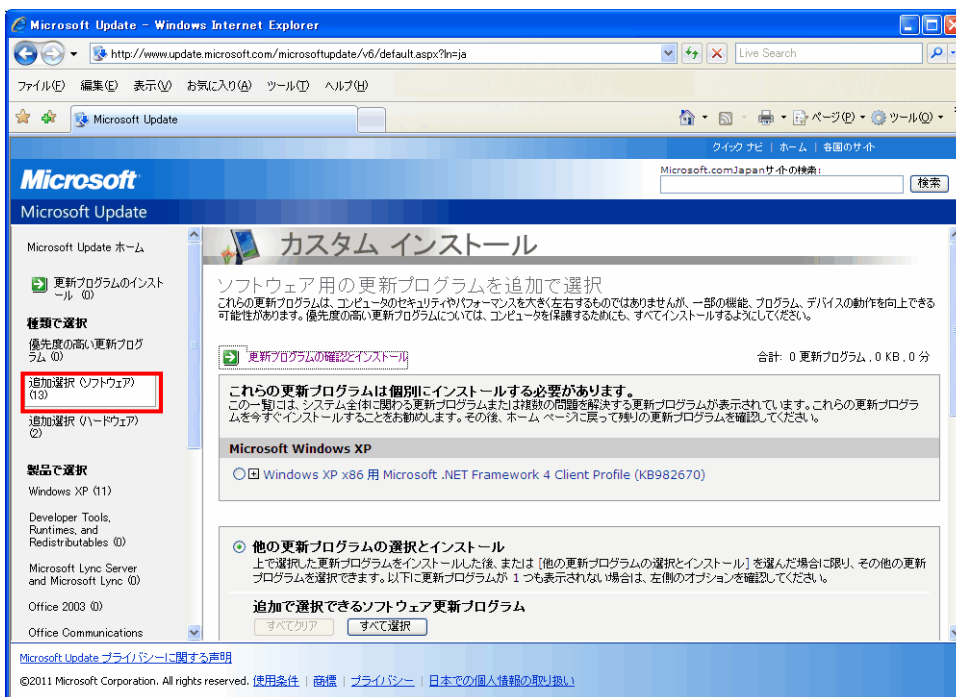 Microsoft Update - Windows Internet Explorer
http://www.update.microsoft.com/microsoftupdate/v6/default.aspx?ln=ja
Live Search
ファイル(F) 編集(E) 表示(V) お気に入り(A) ツール(T) ヘルプ(H)
Microsoft Update
ページ(P) ツール(O)
クイック ナビ | ホーム | 各国のサイト
Microsoft
Microsoft.comJapanサイトの検索:
検索
Microsoft Update
Microsoft Update ホーム
更新プログラムのインスト
ール (0)
種類で選択
優先度の高い更新プログ
ラム (0)
追加選択 (ソフトウェア)
(13)
追加選択 (ハードウェア)
(2)
製品で選択
Windows XP (11)
Developer Tools,
Runtimes, and
Redistributables (0)
Microsoft Lync Server
and Microsoft Lync (0)
Office 2003 (0)
Office Communications
カスタム インストール
ソフトウェア用の更新プログラムを追加で選択
これらの更新プログラムは、コンピュータのセキュリティやパフォーマンスを大きく左右するものではありませんが、一部の機能、プログラム、デバイスの動作を向上できる
可能性があります。優先度の高い更新プログラムについては、コンピュータを保護するためにも、すべてインストールするようにしてください。
更新プログラムの確認とインストール
合計: 0 更新プログラム , 0 KB , 0 分
これらの更新プログラムは個別にインストールする必要があります。
この一覧には、システム全体に関わる更新プログラムまたは複数の問題を解決する更新プログラムが表示されています。これらの更新プログラ
ムを今すぐインストールすることをお勧めします。その後、ホーム ページに戻って残りの更新プログラムを確認してください。
Microsoft Windows XP
Windows XP x86 用 Microsoft .NET Framework 4 Client Profile (KB982670)
他の更新プログラムの選択とインストール
上で選択した更新プログラムをインストールした後、または [他の更新プログラムの選択とインストール] を選んだ場合に限り、その他の更新
プログラムを選択できます。以下に更新プログラムが 1 つも表示されない場合は、左側のオプションを確認してください。
追加で選択できるソフトウェア更新プログラム
すべてクリア すべて選択
Microsoft Update プライバシーに関する声明
©2011 Microsoft Corporation. All rights reserved. 使用条件 | 商標 | プライバシー | 日本での個人情報の取り扱い